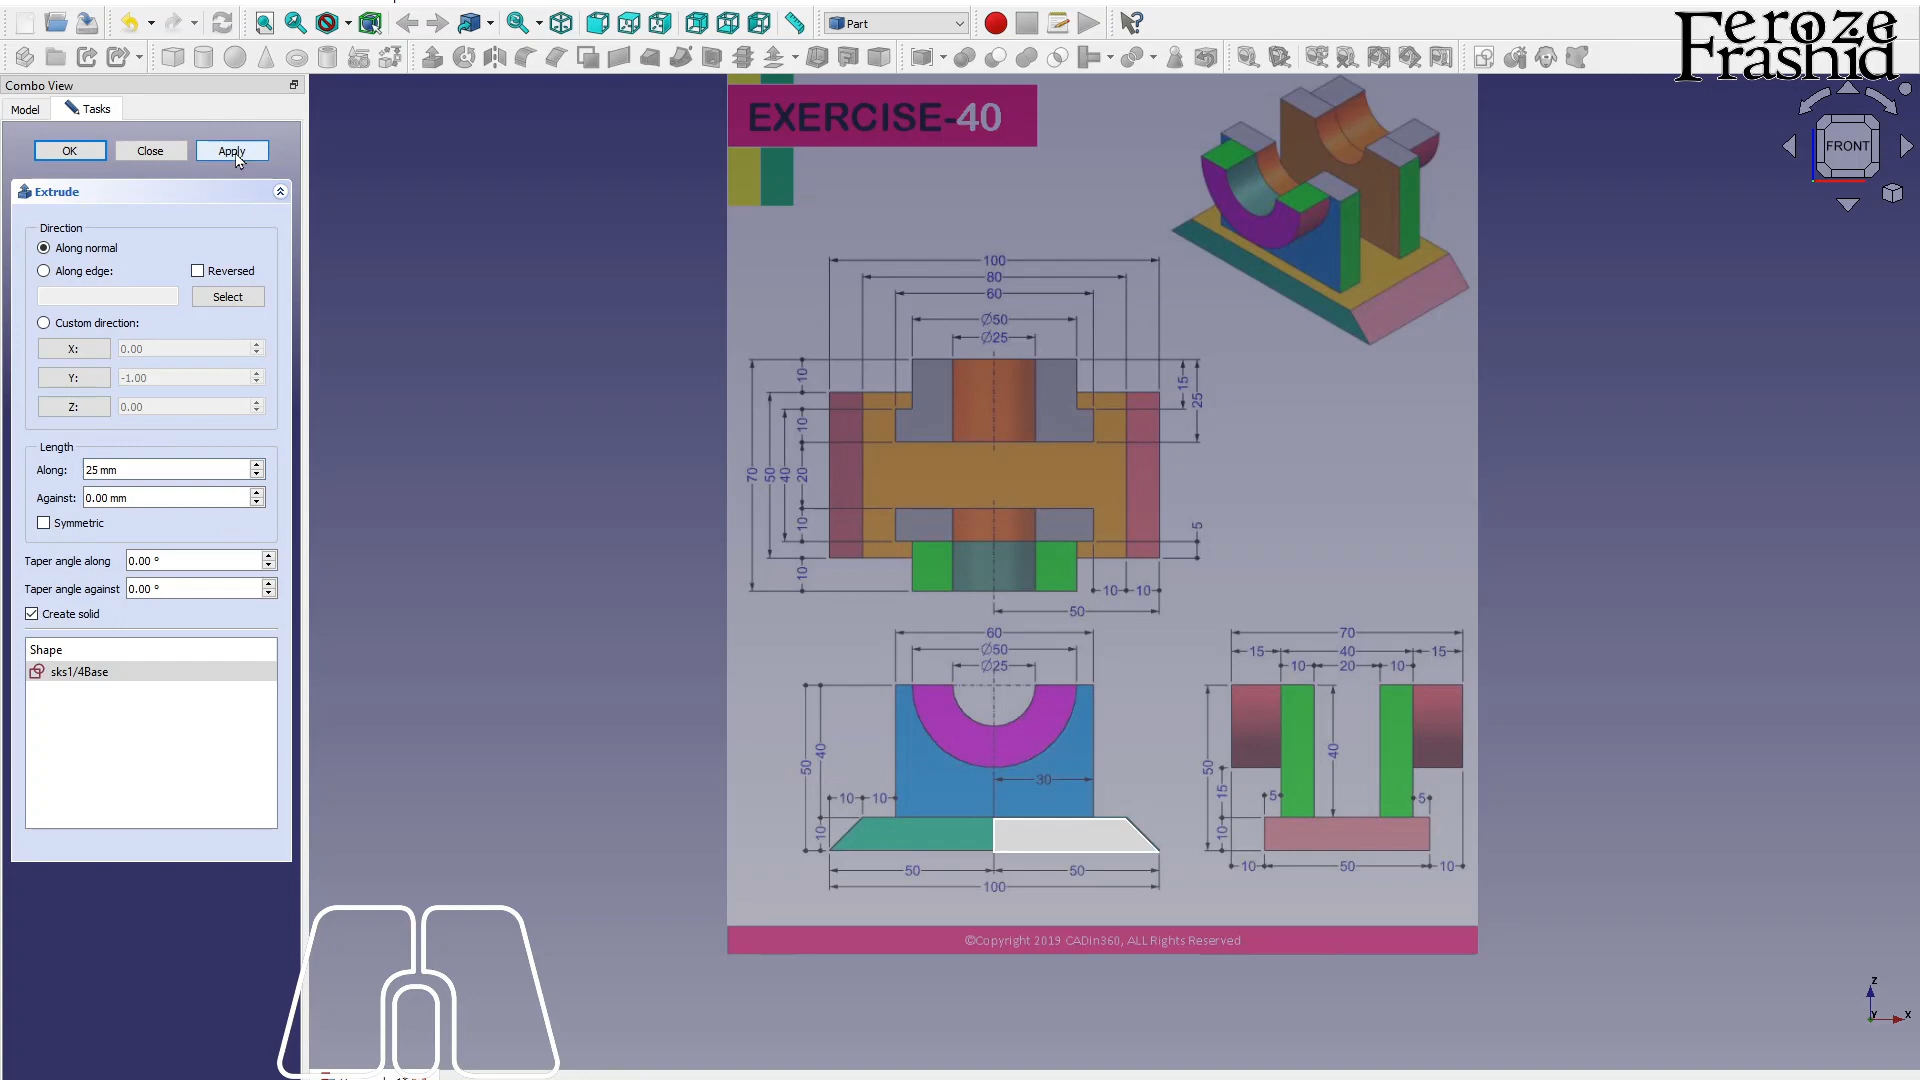 Part
Feroze
Frashid
Combo View
Model
Tasks
OK
Close
Apply
Extrude
Direction
Along normal
Along edge:
Reversed
Select
Custom direction:
X:
0.00
Y:
-1.00
Z:
0.00
Length
Along:
25 mm
Against:
0.00 mm
Symmetric
Taper angle along
0.00 °
Taper angle against
0.00 °
Create solid
Shape
sks1/4Base
EXERCISE-40
FRONT
100
80
60
Ø50
Ø25
10
15
25
10
70
50
40
20
10
5
10
10
10
50
60
Ø50
Ø25
50
40
30
10
10
10
50
50
100
70
15
40
15
10
20
10
50
40
15
5
5
10
10
50
10
©Copyright 2019 CADin360, ALL Rights Reserved
Z
Y
X